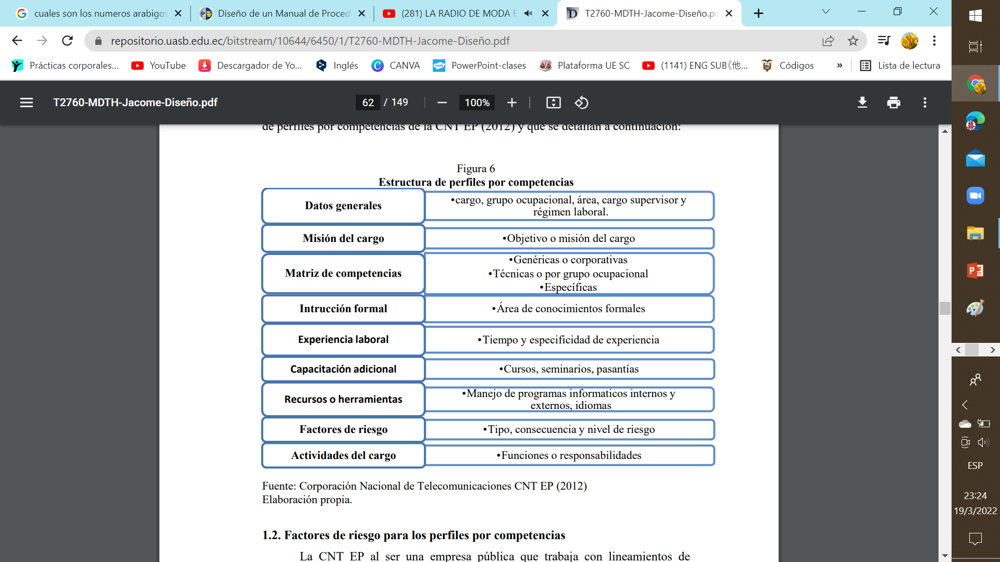 cuales son los numeros arabigos
Diseño de un Manual de Proced
(281) LA RADIO DE MODA E
T2760-MDTH-Jacome-Diseño.pd
repositorio.uasb.edu.ec/bitstream/10644/6450/1/T2760-MDTH-Jacome-Diseño.pdf
Prácticas corporales...
YouTube
Descargador de Yo...
Inglés
CANVA
PowerPoint-clases
Plataforma UE SC
(1141) ENG SUB《他...
Códigos
»
Lista de lectura
T2760-MDTH-Jacome-Diseño.pdf
62 / 149
100%
de perfiles por competencias de la CNT EP (2012) y que se detallan a continuación:
Figura 6
Estructura de perfiles por competencias
Datos generales
•cargo, grupo ocupacional, área, cargo supervisor y
régimen laboral.
Misión del cargo
•Objetivo o misión del cargo
Matriz de competencias
•Genéricas o corporativas
•Técnicas o por grupo ocupacional
•Específicas
Intrucción formal
•Área de conocimientos formales
Experiencia laboral
•Tiempo y especificidad de experiencia
Capacitación adicional
•Cursos, seminarios, pasantías
Recursos o herramientas
•Manejo de programas informaticos internos y
externos, idiomas
Factores de riesgo
•Tipo, consecuencia y nivel de riesgo
Actividades del cargo
•Funciones o responsabilidades
Fuente: Corporación Nacional de Telecomunicaciones CNT EP (2012)
Elaboración propia.
1.2. Factores de riesgo para los perfiles por competencias
La CNT EP al ser una empresa pública que trabaja con lineamientos de
ESP
23:24
19/3/2022